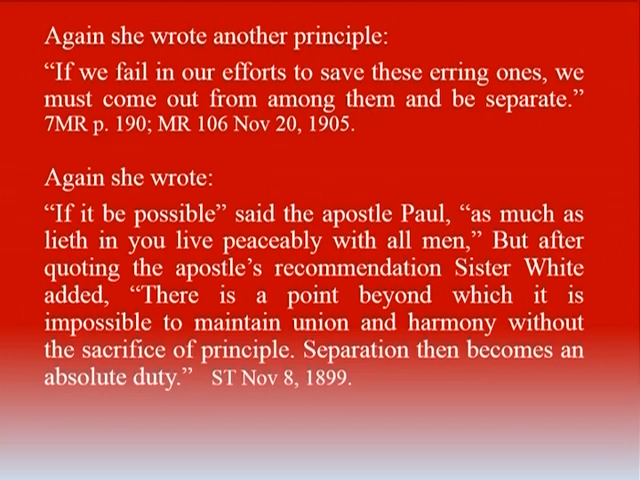 Again she wrote another principle:
“If we fail in our efforts to save these erring ones, we
must come out from among them and be separate.”
7MR p. 190; MR 106 Nov 20, 1905.
Again she wrote:
“If it be possible” said the apostle Paul, “as much as
lieth in you live peaceably with all men,” But after
quoting the apostle’s recommendation Sister White
added, “There is a point beyond which it is
impossible to maintain union and harmony without
the sacrifice of principle. Separation then becomes an
absolute duty.” ST Nov 8, 1899.